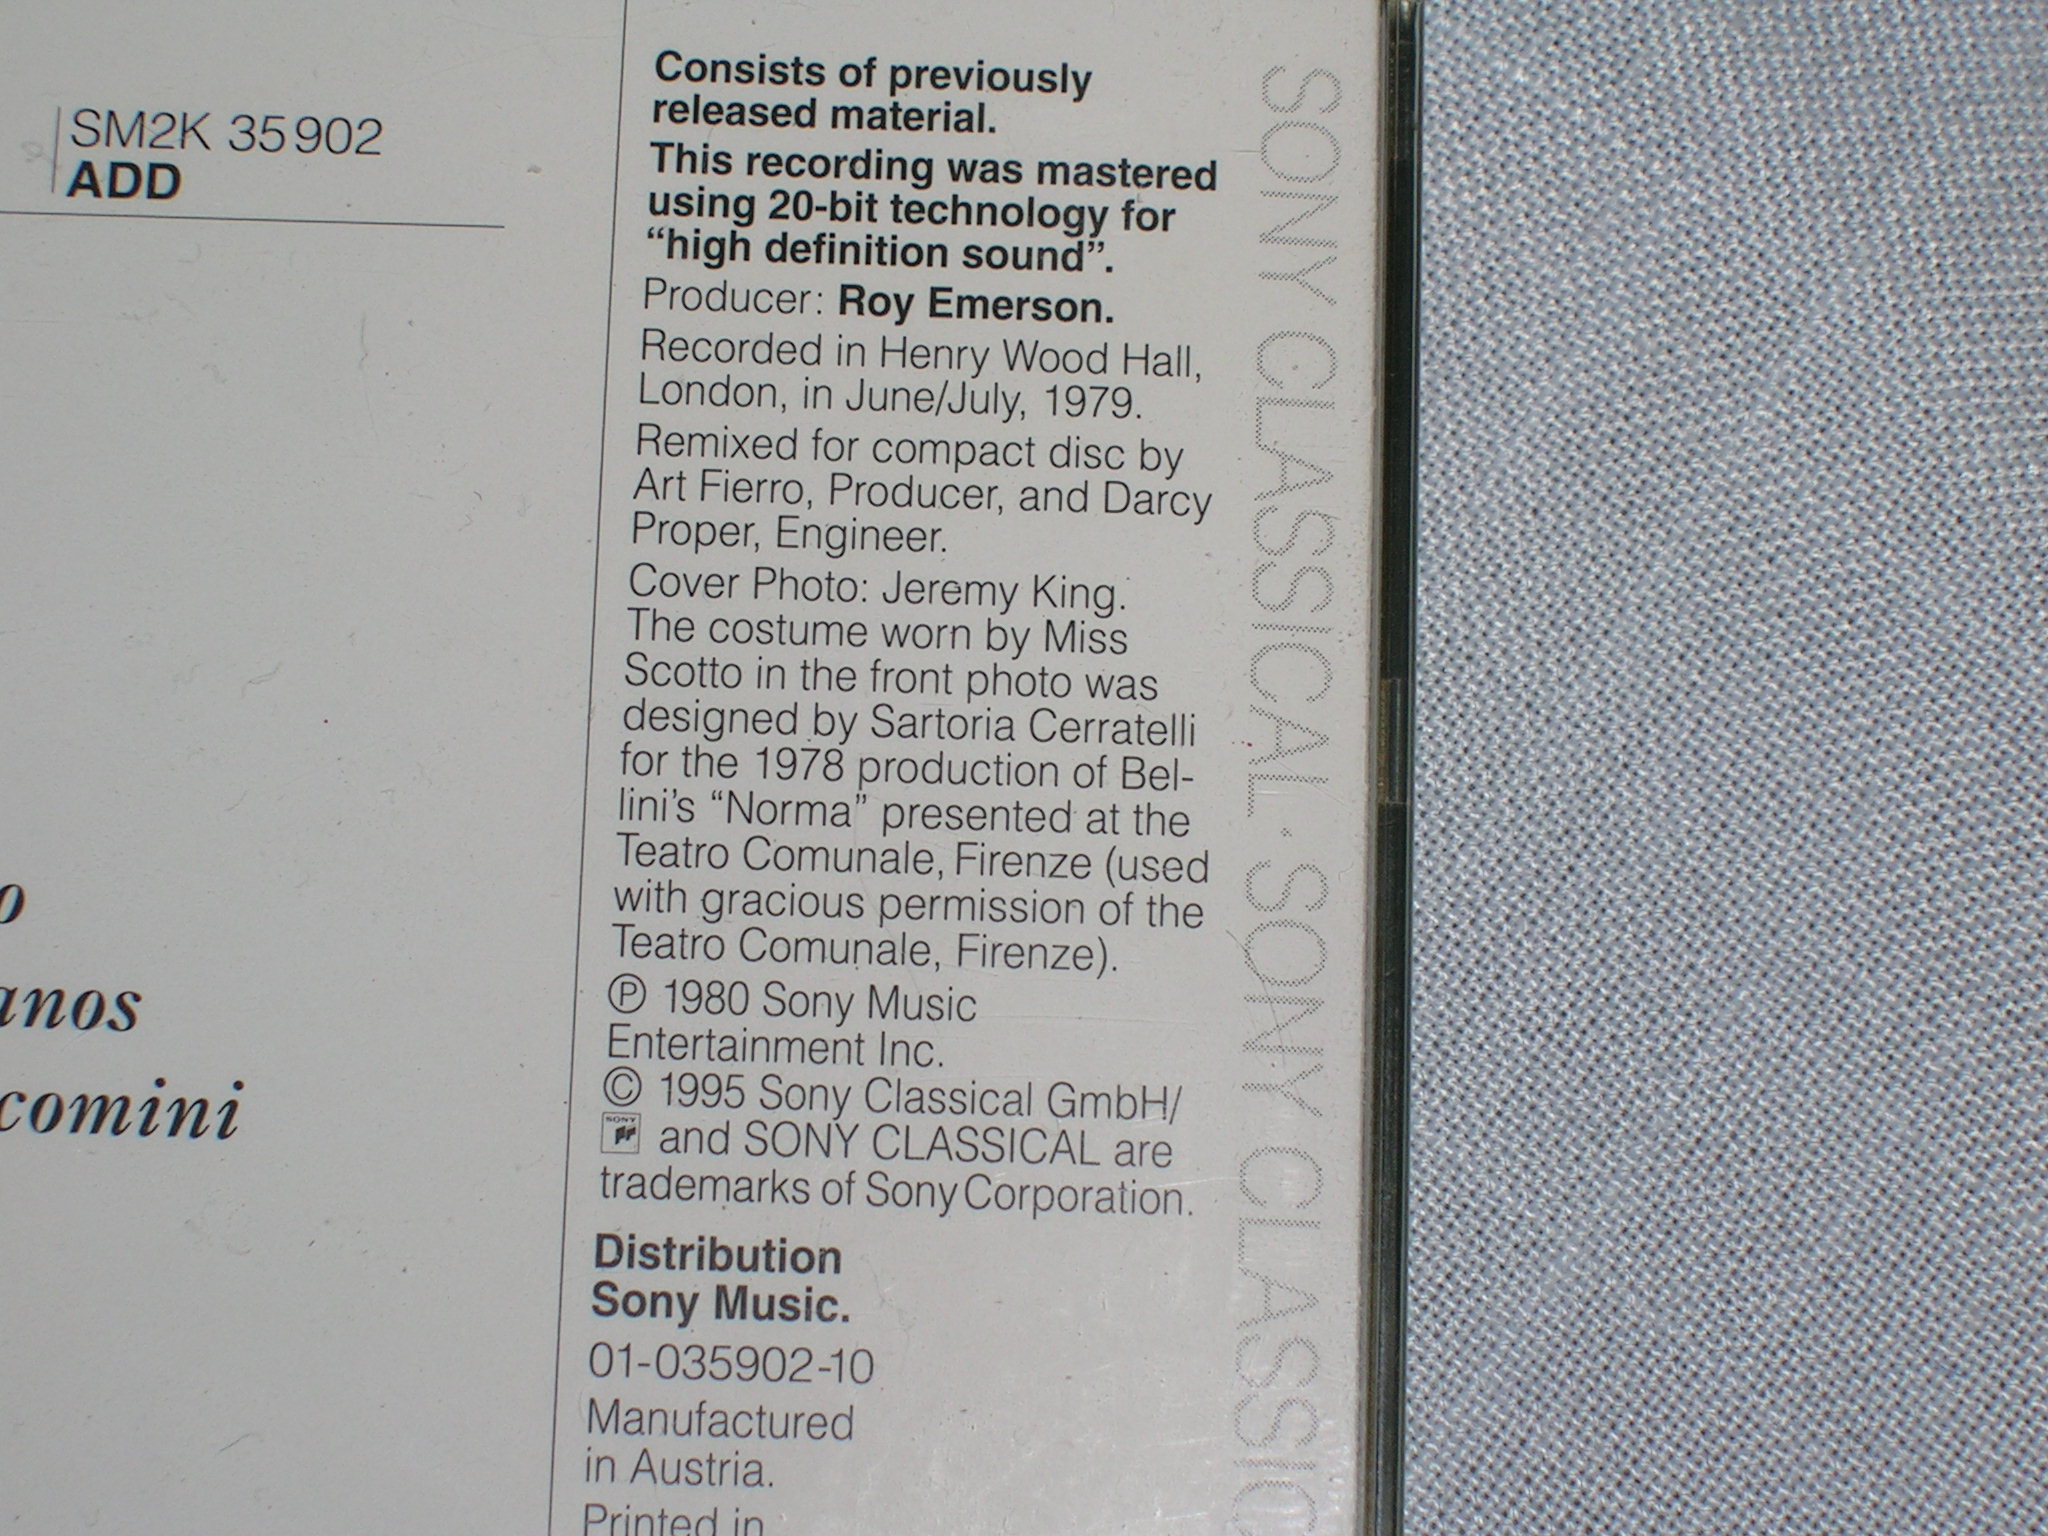 SM2K 35902
ADD
o
anos
comini
Consists of previously
released material.
This recording was mastered
using 20-bit technology for
“high definition sound”.
Producer: Roy Emerson.
Recorded in Henry Wood Hall,
London, in June/July, 1979.
Remixed for compact disc by
Art Fierro, Producer, and Darcy
Proper, Engineer.
Cover Photo: Jeremy King.
The costume worn by Miss
Scotto in the front photo was
designed by Sartoria Cerratelli
for the 1978 production of Bel-
lini's “Norma” presented at the
Teatro Comunale, Firenze (used
with gracious permission of the
Teatro Comunale, Firenze).
Ⓟ 1980 Sony Music
Entertainment Inc.
© 1995 Sony Classical GmbH/
SONY and SONY CLASSICAL are
trademarks of Sony Corporation.
Distribution
Sony Music.
01-035902-10
Manufactured
in Austria.
Printed in
SONY CLASSICAL · SONY CLASSIC